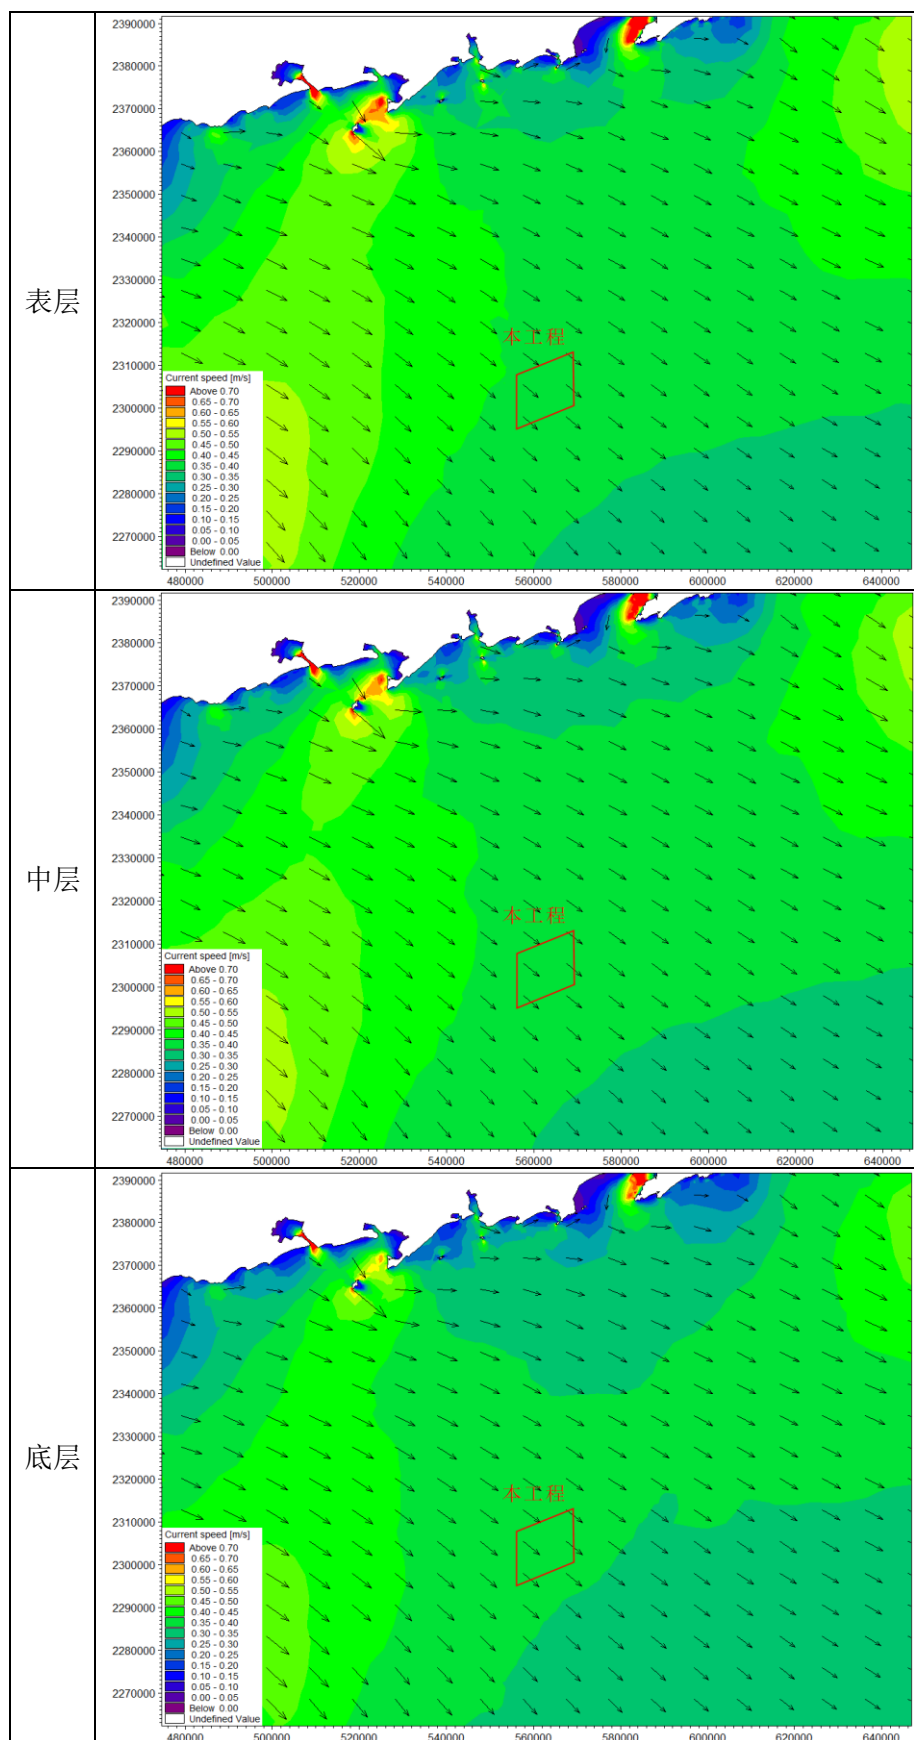 表层
2390000
2380000
2370000
2360000
2350000
2340000
2330000
2320000
2310000
2300000
2290000
2280000
2270000
本工程
Current speed [m/s]
Above 0.70
0.65 - 0.70
0.60 - 0.65
0.55 - 0.60
0.50 - 0.55
0.45 - 0.50
0.40 - 0.45
0.35 - 0.40
0.30 - 0.35
0.25 - 0.30
0.20 - 0.25
0.15 - 0.20
0.10 - 0.15
0.05 - 0.10
0.00 - 0.05
Below 0.00
Undefined Value
480000 500000 520000 540000 560000 580000 600000 620000 640000
中层
2390000
2380000
2370000
2360000
2350000
2340000
2330000
2320000
2310000
2300000
2290000
2280000
2270000
本工程
Current speed [m/s]
Above 0.70
0.65 - 0.70
0.60 - 0.65
0.55 - 0.60
0.50 - 0.55
0.45 - 0.50
0.40 - 0.45
0.35 - 0.40
0.30 - 0.35
0.25 - 0.30
0.20 - 0.25
0.15 - 0.20
0.10 - 0.15
0.05 - 0.10
0.00 - 0.05
Below 0.00
Undefined Value
480000 500000 520000 540000 560000 580000 600000 620000 640000
底层
2390000
2380000
2370000
2360000
2350000
2340000
2330000
2320000
2310000
2300000
2290000
2280000
2270000
本工程
Current speed [m/s]
Above 0.70
0.65 - 0.70
0.60 - 0.65
0.55 - 0.60
0.50 - 0.55
0.45 - 0.50
0.40 - 0.45
0.35 - 0.40
0.30 - 0.35
0.25 - 0.30
0.20 - 0.25
0.15 - 0.20
0.10 - 0.15
0.05 - 0.10
0.00 - 0.05
Below 0.00
Undefined Value
480000 500000 520000 540000 560000 580000 600000 620000 640000